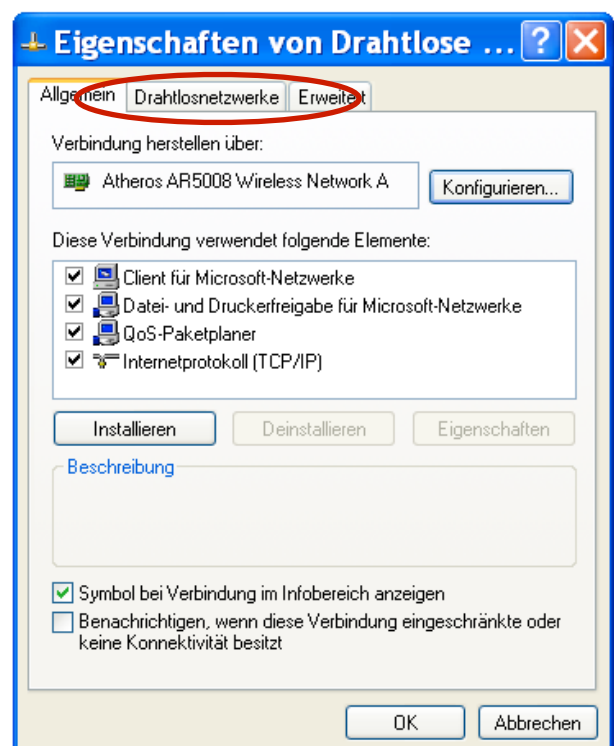 Eigenschaften von Drahtlose ...
Allgemein Drahtlosnetzwerke Erweitert
Verbindung herstellen über:
Atheros AR5008 Wireless Network A
Konfigurieren...
Diese Verbindung verwendet folgende Elemente:
Client für Microsoft-Netzwerke
Datei- und Druckerfreigabe für Microsoft-Netzwerke
QoS-Paketplaner
Internetprotokoll (TCP/IP)
Installieren Deinstallieren Eigenschaften
Beschreibung
Symbol bei Verbindung im Infobereich anzeigen
Benachrichtigen, wenn diese Verbindung eingeschränkte oder
keine Konnektivität besitzt
OK Abbrechen